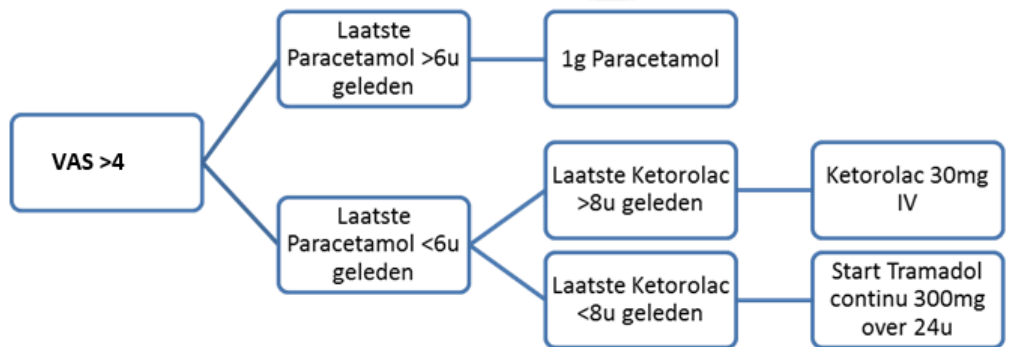 Laatste
Paracetamol >6u
geleden
1g Paracetamol
VAS >4
Laatste
Paracetamol <6u
geleden
Laatste Ketorolac
>8u geleden
Ketorolac 30mg
IV
Laatste Ketorolac
<8u geleden
Start Tramadol
continu 300mg
over 24u